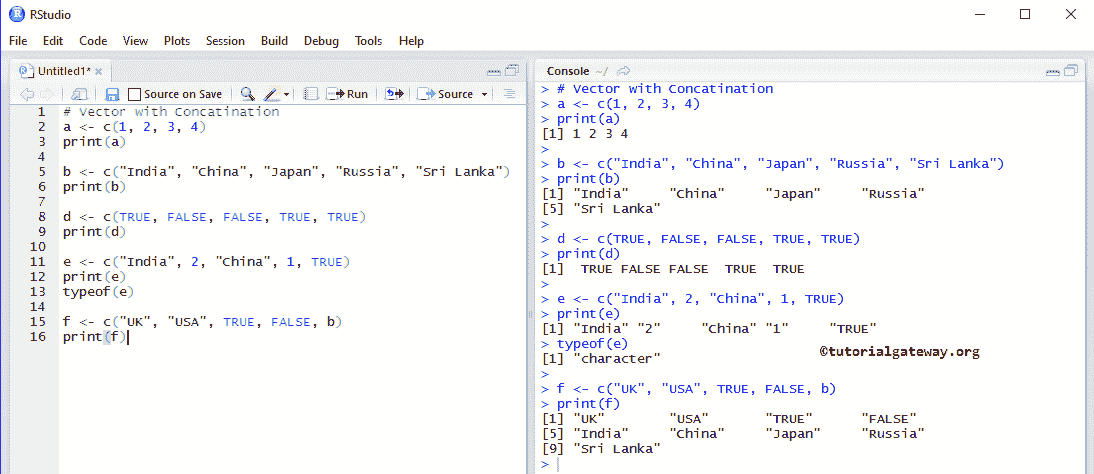 RStudio
File Edit Code View Plots Session Build Debug Tools Help
Untitled1*
Source on Save Run Source
1 # Vector with Concatination
2 a <- c(1, 2, 3, 4)
3 print(a)
4
5 b <- c("India", "China", "Japan", "Russia", "Sri Lanka")
6 print(b)
7
8 d <- c(TRUE, FALSE, FALSE, TRUE, TRUE)
9 print(d)
10
11 e <- c("India", 2, "China", 1, TRUE)
12 print(e)
13 typeof(e)
14
15 f <- c("UK", "USA", TRUE, FALSE, b)
16 print(f)
Console ~/
> # Vector with Concatination
> a <- c(1, 2, 3, 4)
> print(a)
[1] 1 2 3 4
>
> b <- c("India", "China", "Japan", "Russia", "Sri Lanka")
> print(b)
[1] "India" "China" "Japan" "Russia"
[5] "Sri Lanka"
>
> d <- c(TRUE, FALSE, FALSE, TRUE, TRUE)
> print(d)
[1] TRUE FALSE FALSE TRUE TRUE
>
> e <- c("India", 2, "China", 1, TRUE)
> print(e)
[1] "India" "2" "China" "1" "TRUE"
> typeof(e)
[1] "character"
>
> f <- c("UK", "USA", TRUE, FALSE, b)
> print(f)
[1] "UK" "USA" "TRUE" "FALSE"
[5] "India" "China" "Japan" "Russia"
[9] "Sri Lanka"
>
©tutorialgateway.org